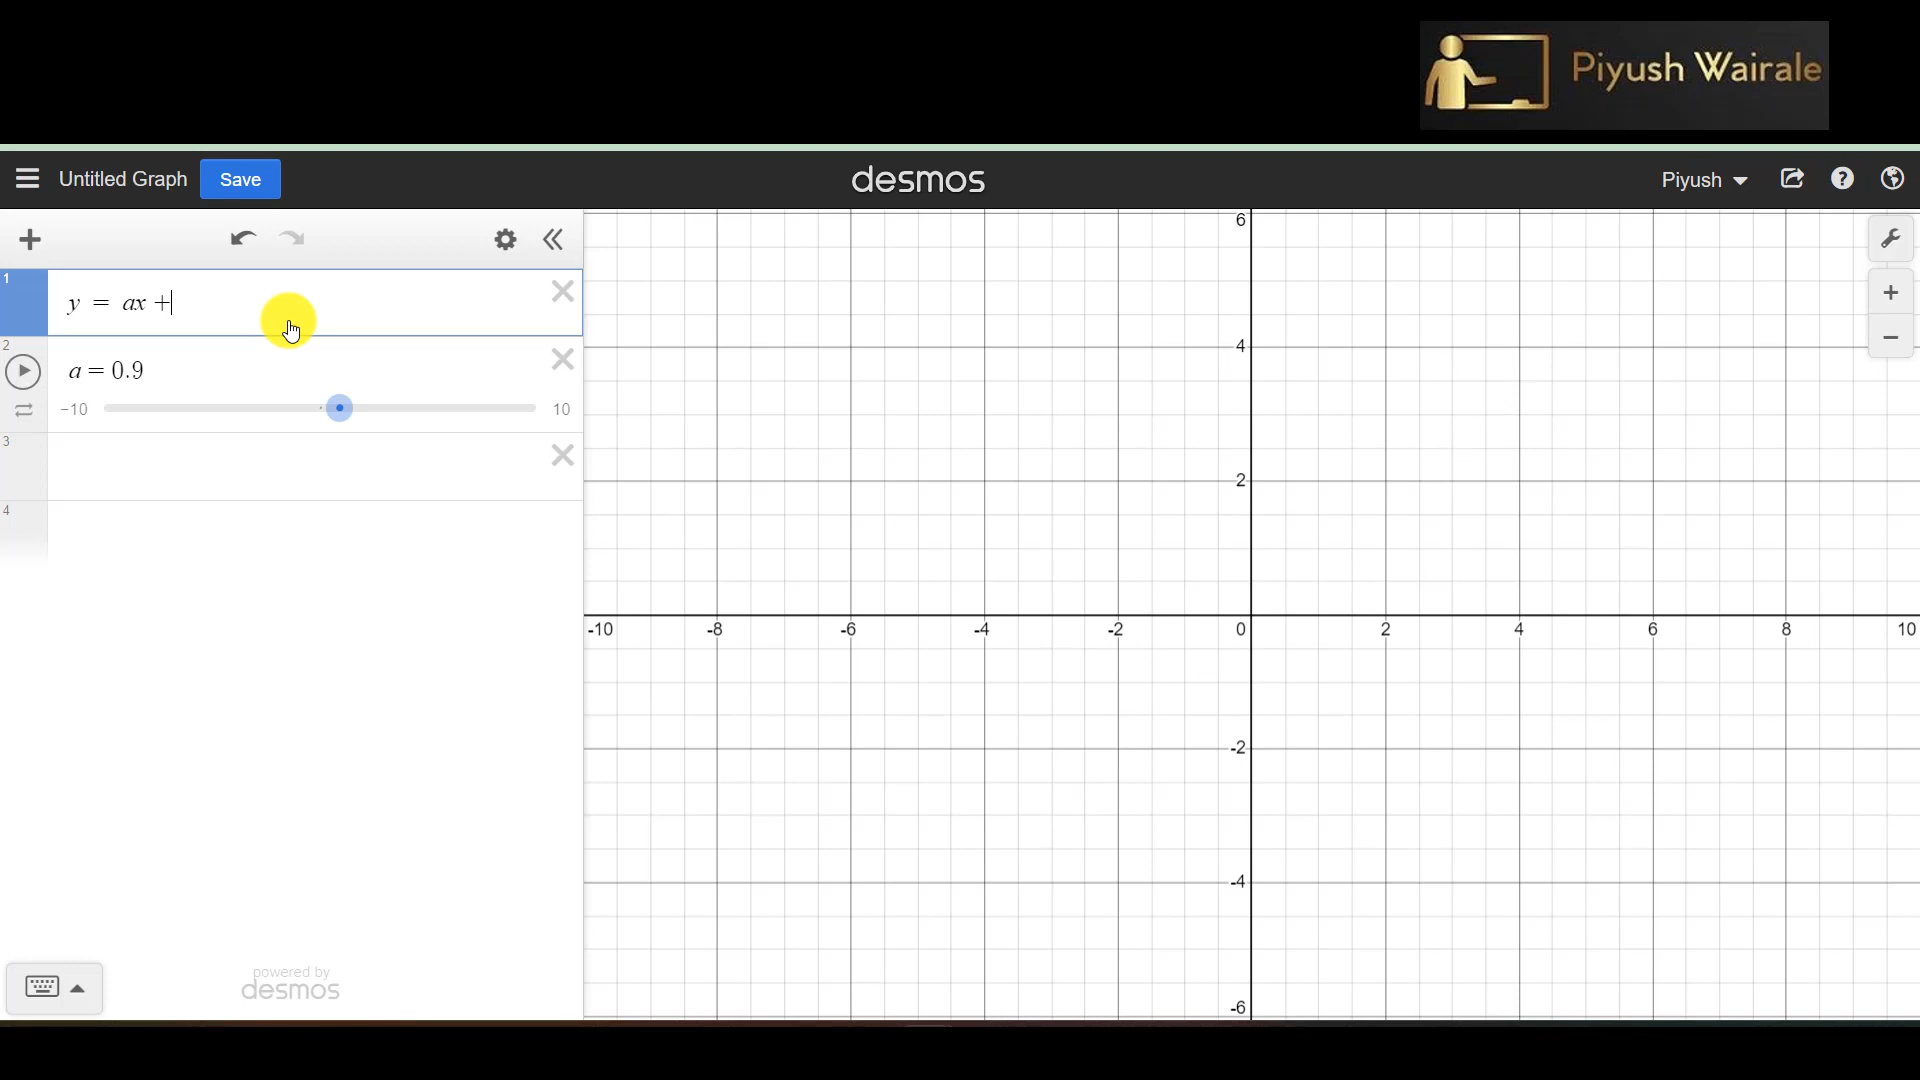 Piyush Wairale
Untitled Graph Save desmos Piyush
1
y = ax +
2
a = 0.9
-10 10
3
4
6
4
2
-10 -8 -6 -4 -2 0 2 4 6 8 10
-2
-4
-6
powered by
desmos